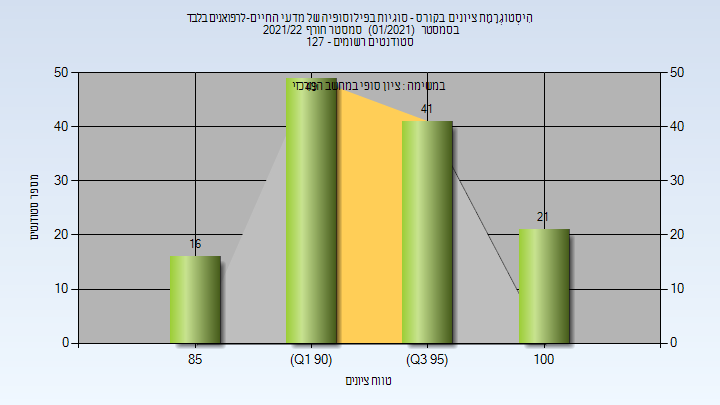 היסטוגרמת ציונים בקורס - סוגיות בפילוסופיה של מדעי החיים-לרפואנים בלבד
בסמסטר (01/2021) סמסטר חורף 2021/22
סטודנטים רשומים - 127
במשימה : ציון סופי במחשב המרכזי
50 50
49
41
40 40
30 30
21
20 20
16
10 10
0 0
85 (Q1 90) (Q3 95) 100
מספר סטודנטים
טווח ציונים